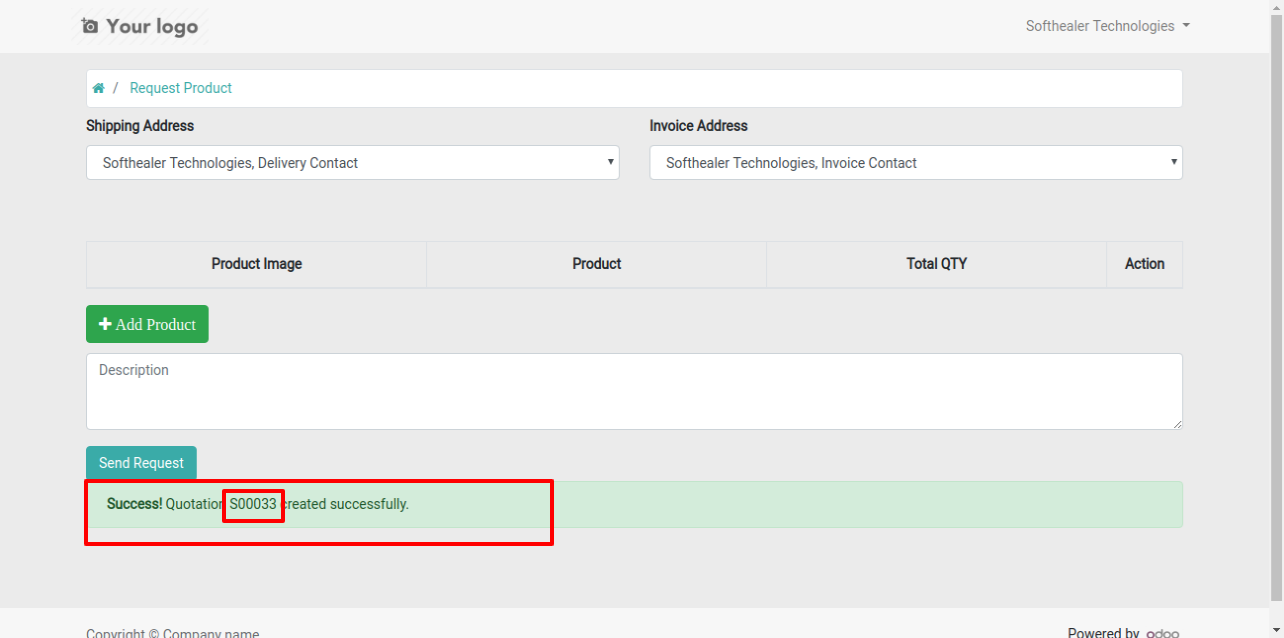 Your logo
Softhealer Technologies
/ Request Product
Shipping Address
Invoice Address
Softhealer Technologies, Delivery Contact
Softhealer Technologies, Invoice Contact
Product Image
Product
Total QTY
Action
Add Product
Description
Send Request
Success! Quotation S00033 created successfully.
Copyright © Company name
Powered by odoo